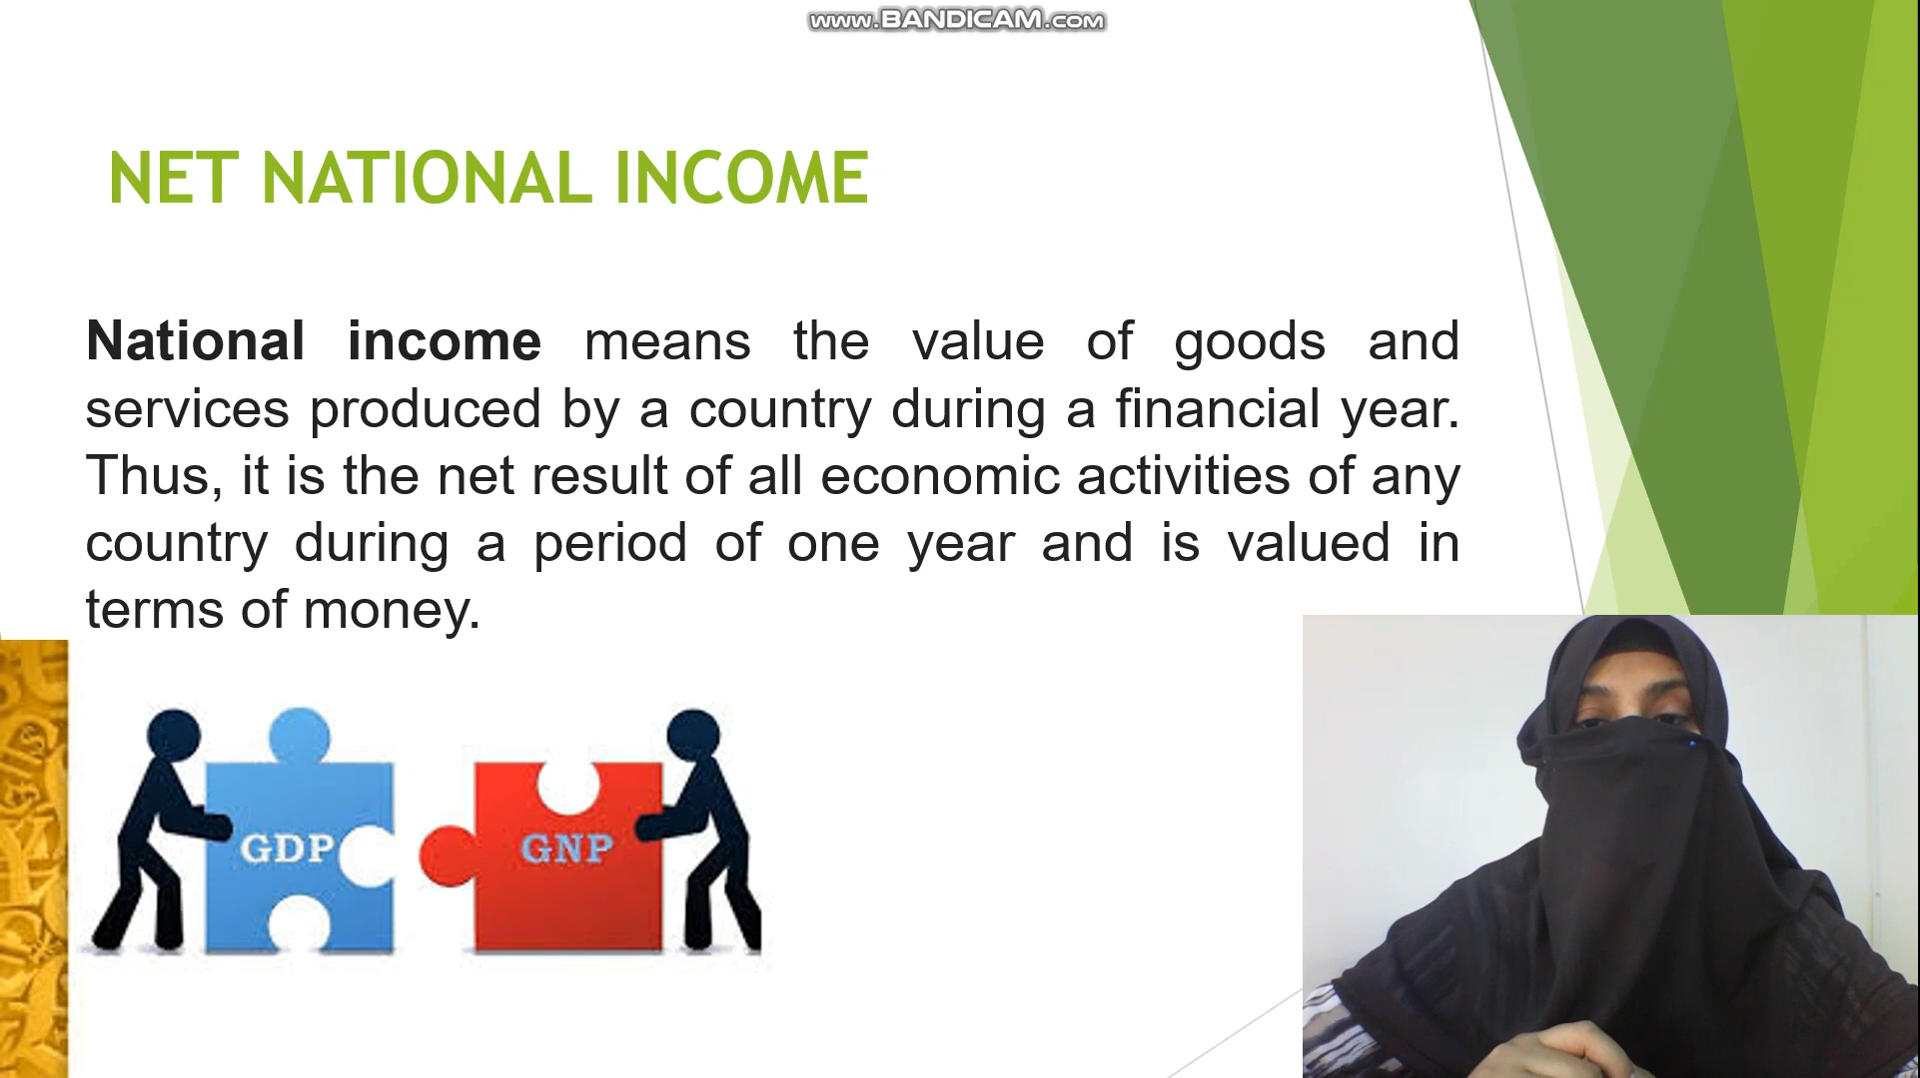 www.BANDICAM.com
NET NATIONAL INCOME
National income means the value of goods and
services produced by a country during a financial year.
Thus, it is the net result of all economic activities of any
country during a period of one year and is valued in
terms of money.
GDP
GNP